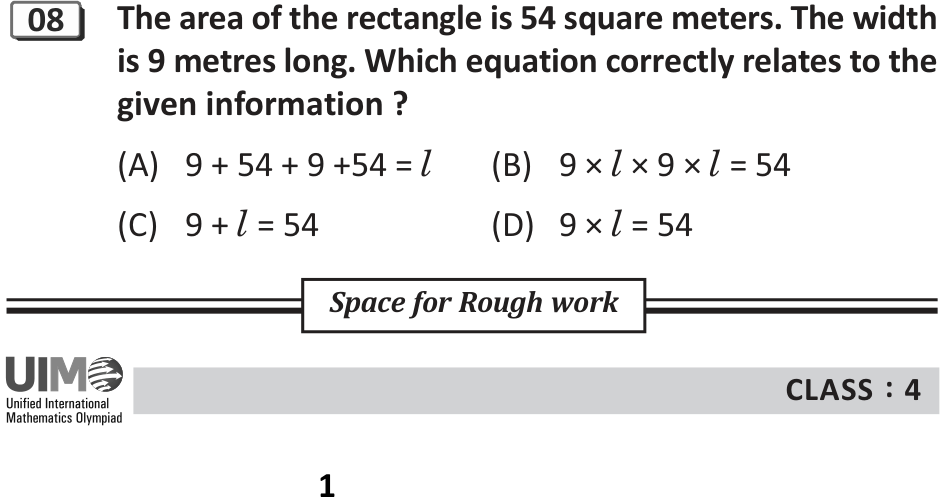 08 The area of the rectangle is 54 square meters. The width
is 9 metres long. Which equation correctly relates to the
given information ?
(A) 9 + 54 + 9 +54 = l (B) 9 × l × 9 × l = 54
(C) 9 + l = 54 (D) 9 × l = 54
Space for Rough work
UIMO
Unified International
Mathematics Olympiad
CLASS : 4
1